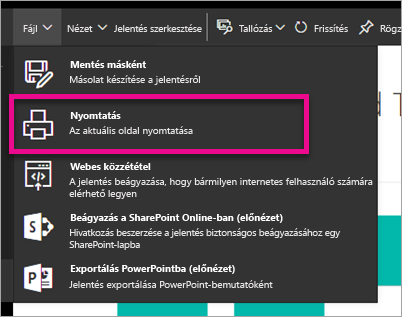 Fájl Nézet Jelentés szerkesztése Tallózás Frissítés Rögz
Mentés másként
Másolat készítése a jelentésről
Nyomtatás
Az aktuális oldal nyomtatása
Webes közzététel
A jelentés beágyazása, hogy bármilyen internetes felhasználó számára
elérhető legyen
Beágyazás a SharePoint Online-ban (előnézet)
Hivatkozás beszerzése a jelentés biztonságos beágyazásához egy
SharePoint-lapba
Exportálás PowerPointba (előnézet)
Jelentés exportálása PowerPoint-bemutatóként